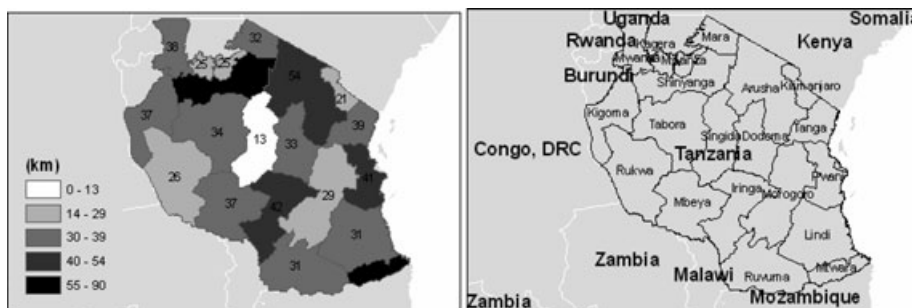 38
32
25
25
54
21
37
34
13
33
39
26
29
41
37
42
31
31
(km)
0 - 13
14 - 29
30 - 39
40 - 54
55 - 90
Uganda
Somalia
Mara
Kagera
Kenya
Rwanda
Mwanza
Mwanza
Burundi
Shinyanga
Arusha
Kilimanjaro
Kigoma
Tabora
Singida
Dodoma
Tanga
Congo, DRC
Tanzania
Rukwa
Iringa
Morogoro
Pwani
Mbeya
Lindi
Zambia
Malawi
Ruvuma
Mtwara
Zambia
Mozambique